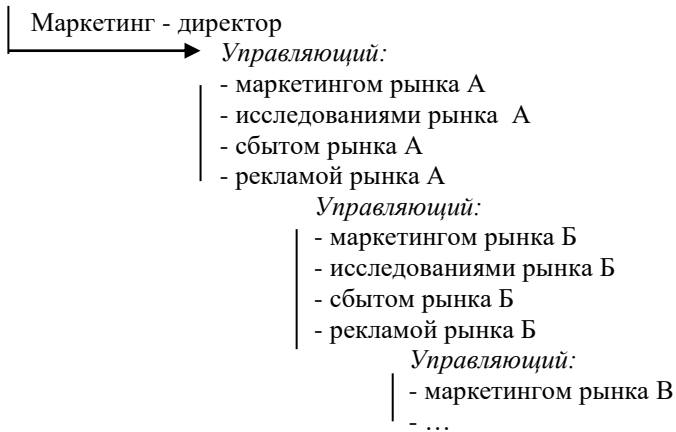 Маркетинг - директор
Управляющий:
- маркетингом рынка А
- исследованиями рынка А
- сбытом рынка А
- рекламой рынка А
Управляющий:
- маркетингом рынка Б
- исследованиями рынка Б
- сбытом рынка Б
- рекламой рынка Б
Управляющий:
- маркетингом рынка В
- …